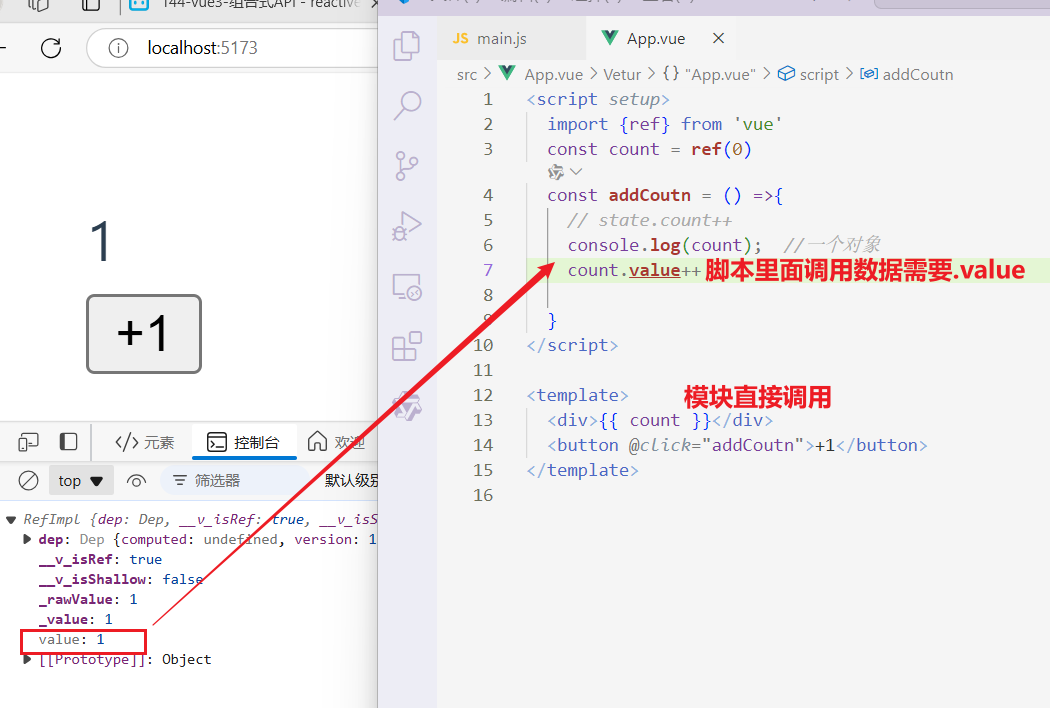 144-vue3-组合式API - reactive
localhost:5173
1
+1
元素
控制台
欢迎
top
筛选器
默认级别
RefImpl {dep: Dep, __v_isRef: true, __v_isS
dep: Dep {computed: undefined, version: 1
__v_isRef: true
__v_isShallow: false
_rawValue: 1
_value: 1
value: 1
[[Prototype]]: Object
JS main.js
App.vue
src > App.vue > Vetur > {} "App.vue" > script > addCoutn
1 <script setup>
2 import {ref} from 'vue'
3 const count = ref(0)
4 const addCoutn = () =>{
5 // state.count++
6 console.log(count); //一个对象
7 count.value++ 脚本里面调用数据需要.value
8
9 }
10 </script>
11
12 <template>
模块直接调用
13 <div>{{ count }}</div>
14 <button @click="addCoutn">+1</button>
15 </template>
16